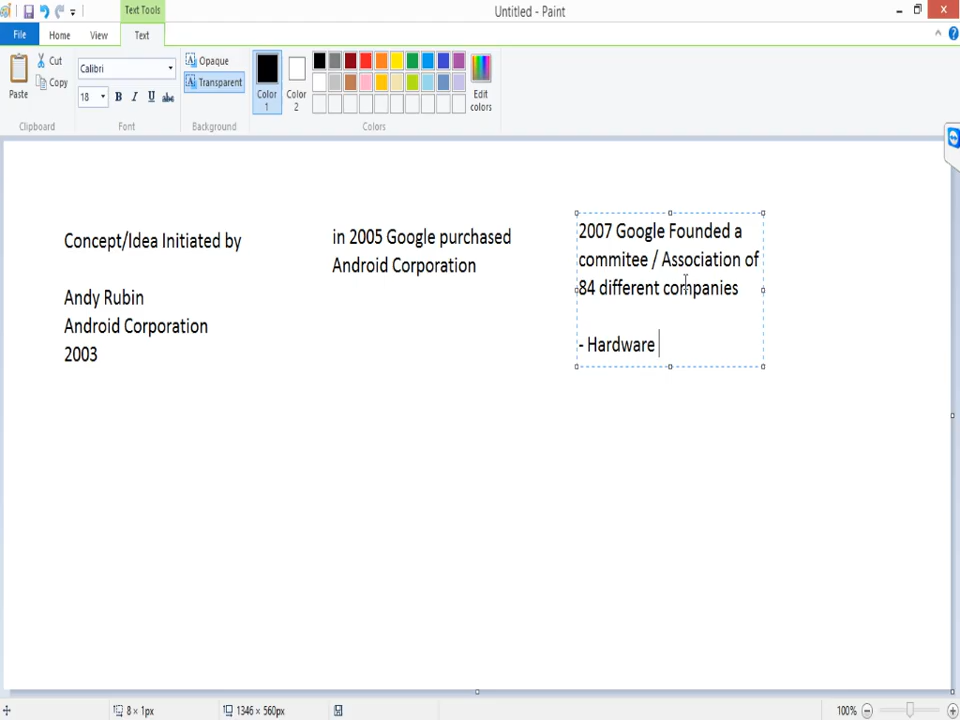 Text Tools
Untitled - Paint
File
Home
View
Text
Paste
Cut
Copy
Clipboard
Calibri
18
B I U abc
Font
Opaque
Transparent
Background
Color 1
Color 2
Edit colors
Colors
Concept/Idea Initiated by
Andy Rubin
Android Corporation
2003
in 2005 Google purchased
Android Corporation
2007 Google Founded a
commitee / Association of
84 different companies
- Hardware
8 × 1px
1346 × 560px
100%